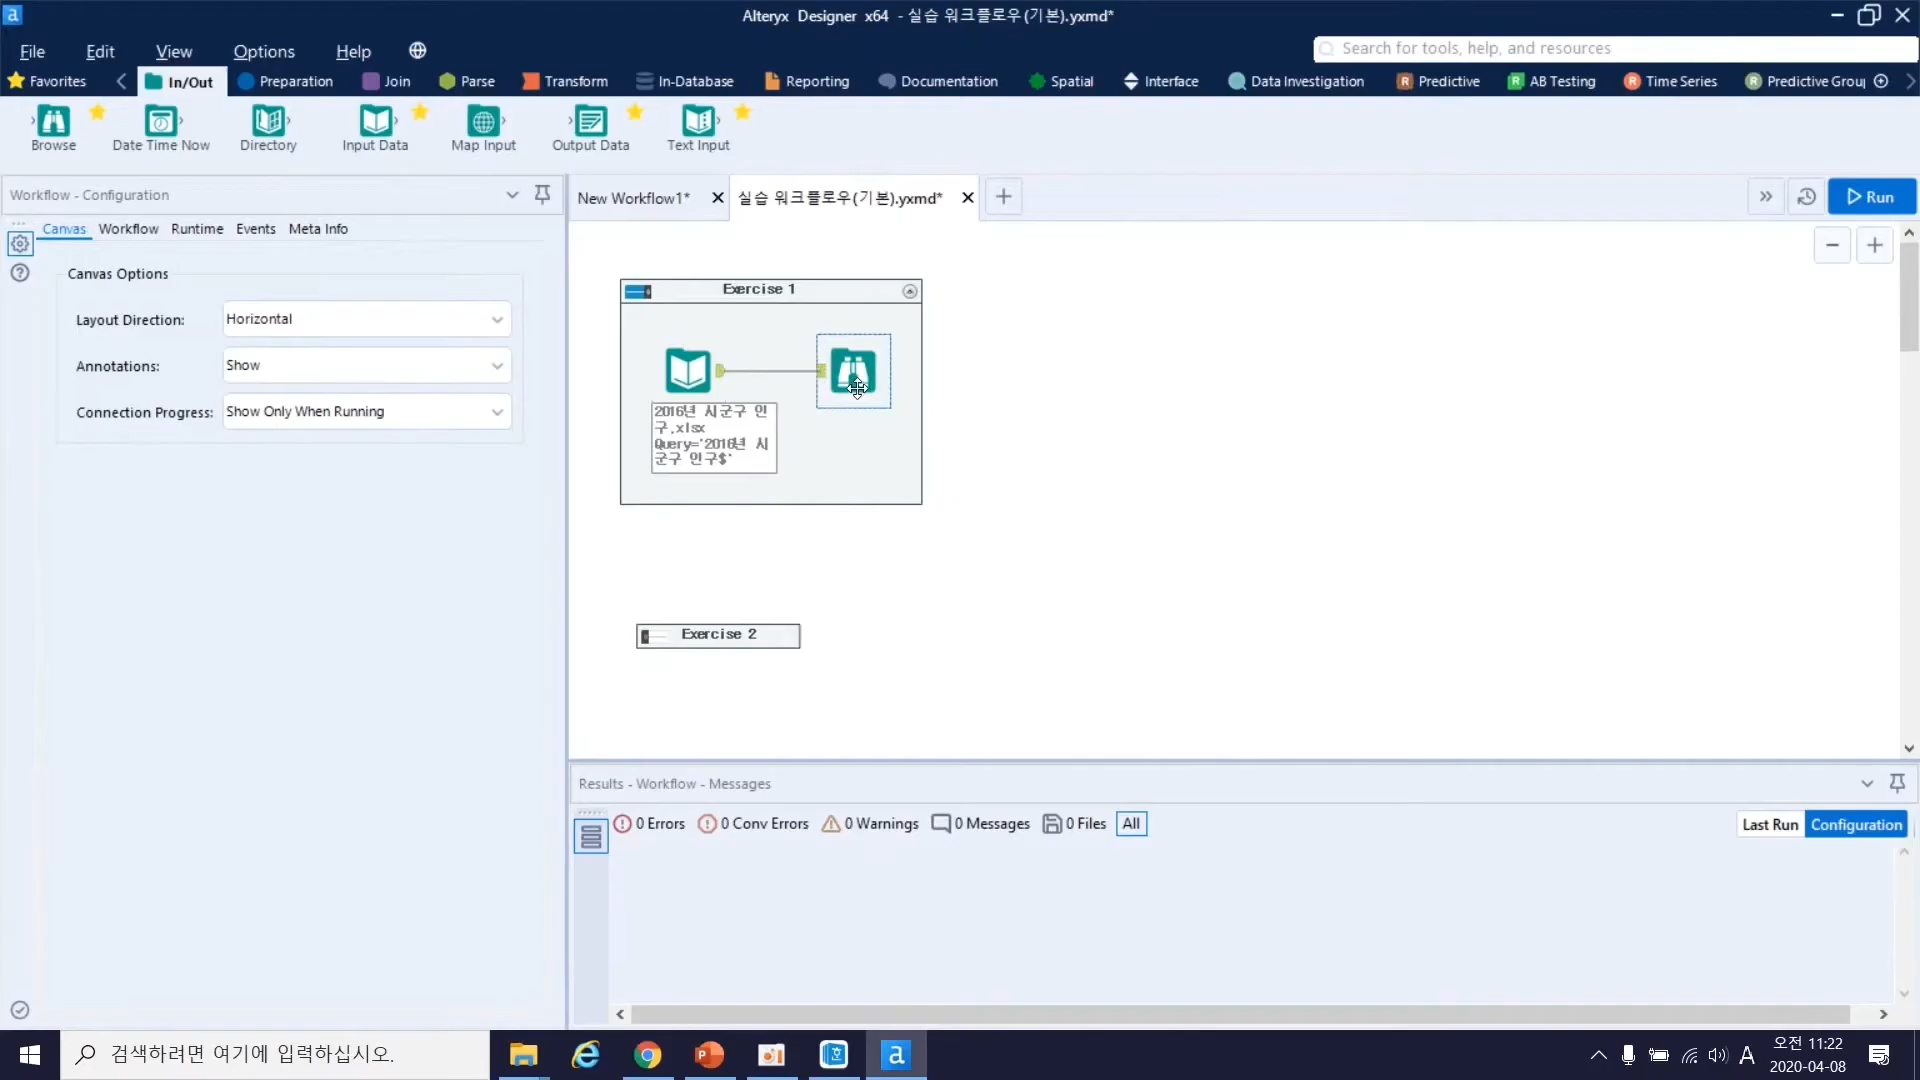 Alteryx Designer x64 - 실습 워크플로우(기본).yxmd*
File Edit View Options Help
Search for tools, help, and resources
Favorites In/Out Preparation Join Parse Transform In-Database Reporting Documentation Spatial Interface Data Investigation Predictive AB Testing Time Series Predictive Grou
Browse Date Time Now Directory Input Data Map Input Output Data Text Input
Workflow - Configuration
New Workflow1* 실습 워크플로우(기본).yxmd*
Run
Canvas Workflow Runtime Events Meta Info
Canvas Options
Layout Direction: Horizontal
Annotations: Show
Connection Progress: Show Only When Running
Exercise 1
2016년 시군구 인
구.xlsx
Query=`2016년 시
군구 인구$`
Exercise 2
Results - Workflow - Messages
0 Errors 0 Conv Errors 0 Warnings 0 Messages 0 Files All
Last Run Configuration
검색하려면 여기에 입력하십시오.
A
오전 11:22
2020-04-08